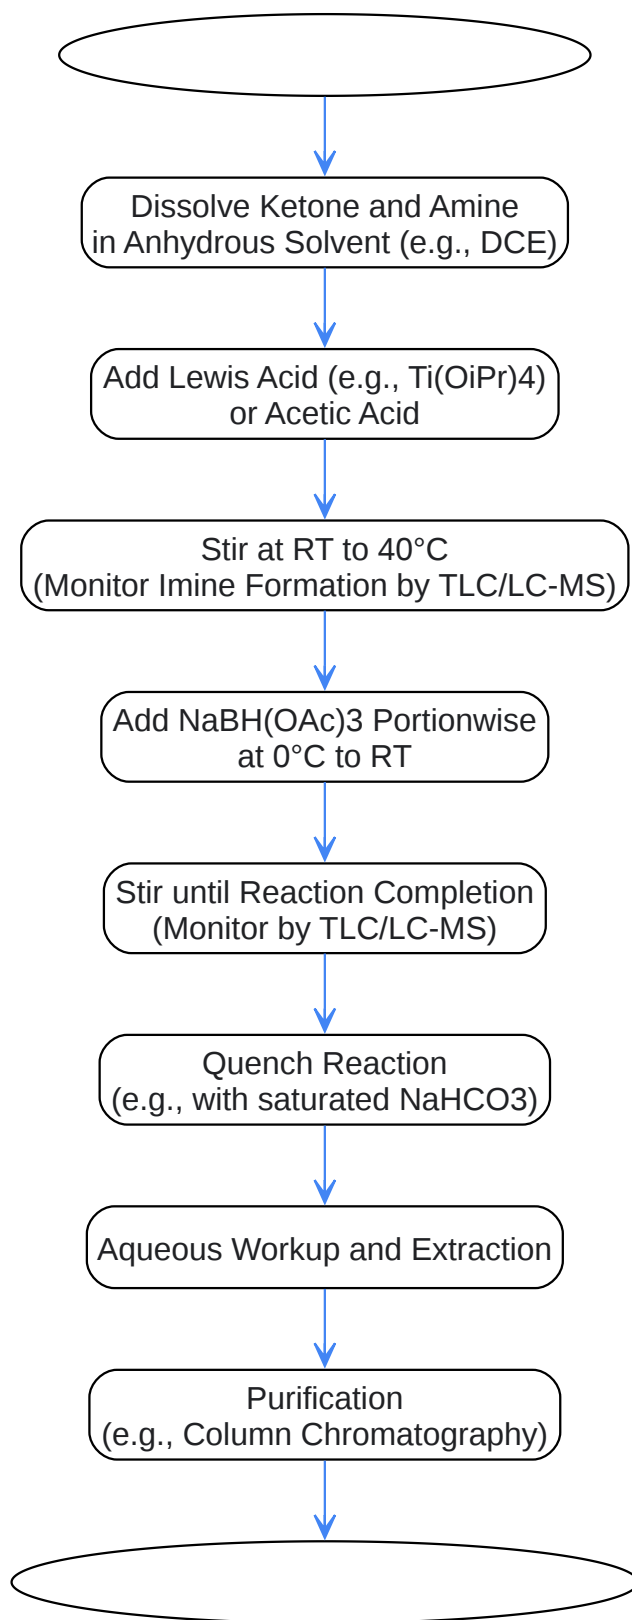 Dissolve Ketone and Amine
in Anhydrous Solvent (e.g., DCE)
Add Lewis Acid (e.g., Ti(OiPr)4)
or Acetic Acid
Stir at RT to 40°C
(Monitor Imine Formation by TLC/LC-MS)
Add NaBH(OAc)3 Portionwise
at 0°C to RT
Stir until Reaction Completion
(Monitor by TLC/LC-MS)
Quench Reaction
(e.g., with saturated NaHCO3)
Aqueous Workup and Extraction
Purification
(e.g., Column Chromatography)